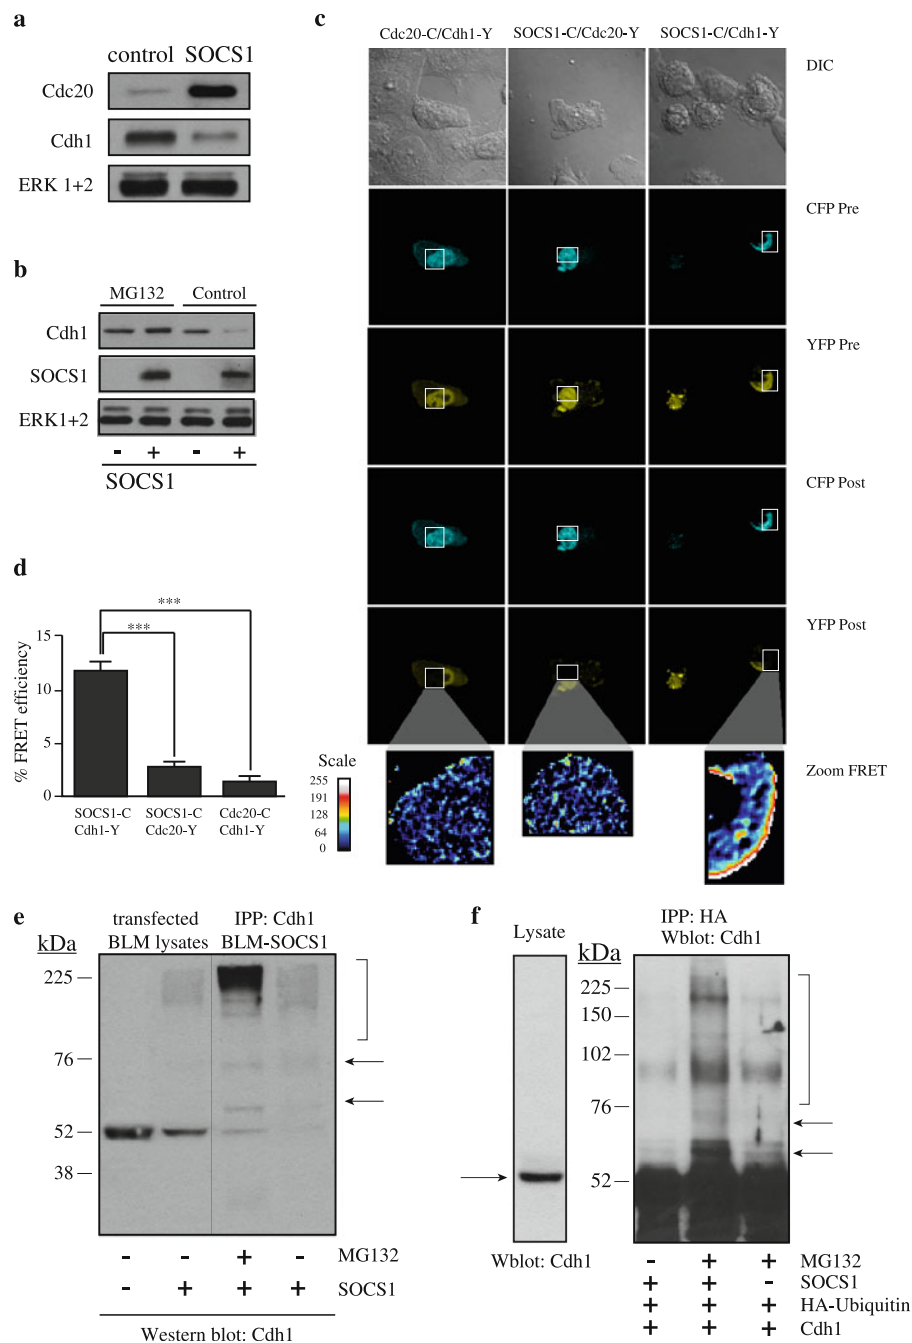 a
control SOCS1
Cdc20
Cdh1
ERK 1+2
b
MG132 Control
Cdh1
SOCS1
ERK1+2
- + - +
SOCS1
c
Cdc20-C/Cdh1-Y SOCS1-C/Cdc20-Y SOCS1-C/Cdh1-Y
DIC
CFP Pre
YFP Pre
CFP Post
YFP Post
Zoom FRET
Scale
255
191
128
64
0
d
% FRET efficiency
15
10
5
0
***
***
SOCS1-C SOCS1-C Cdc20-C
Cdh1-Y Cdc20-Y Cdh1-Y
e
transfected IPP: Cdh1
kDa BLM lysates BLM-SOCS1
225
76
52
38
- - + - MG132
- + + + SOCS1
Western blot: Cdh1
f
IPP: HA
Lysate Wblot: Cdh1
kDa
225
150
102
76
52
Wblot: Cdh1
- + + MG132
+ + - SOCS1
+ + + HA-Ubiquitin
+ + + Cdh1